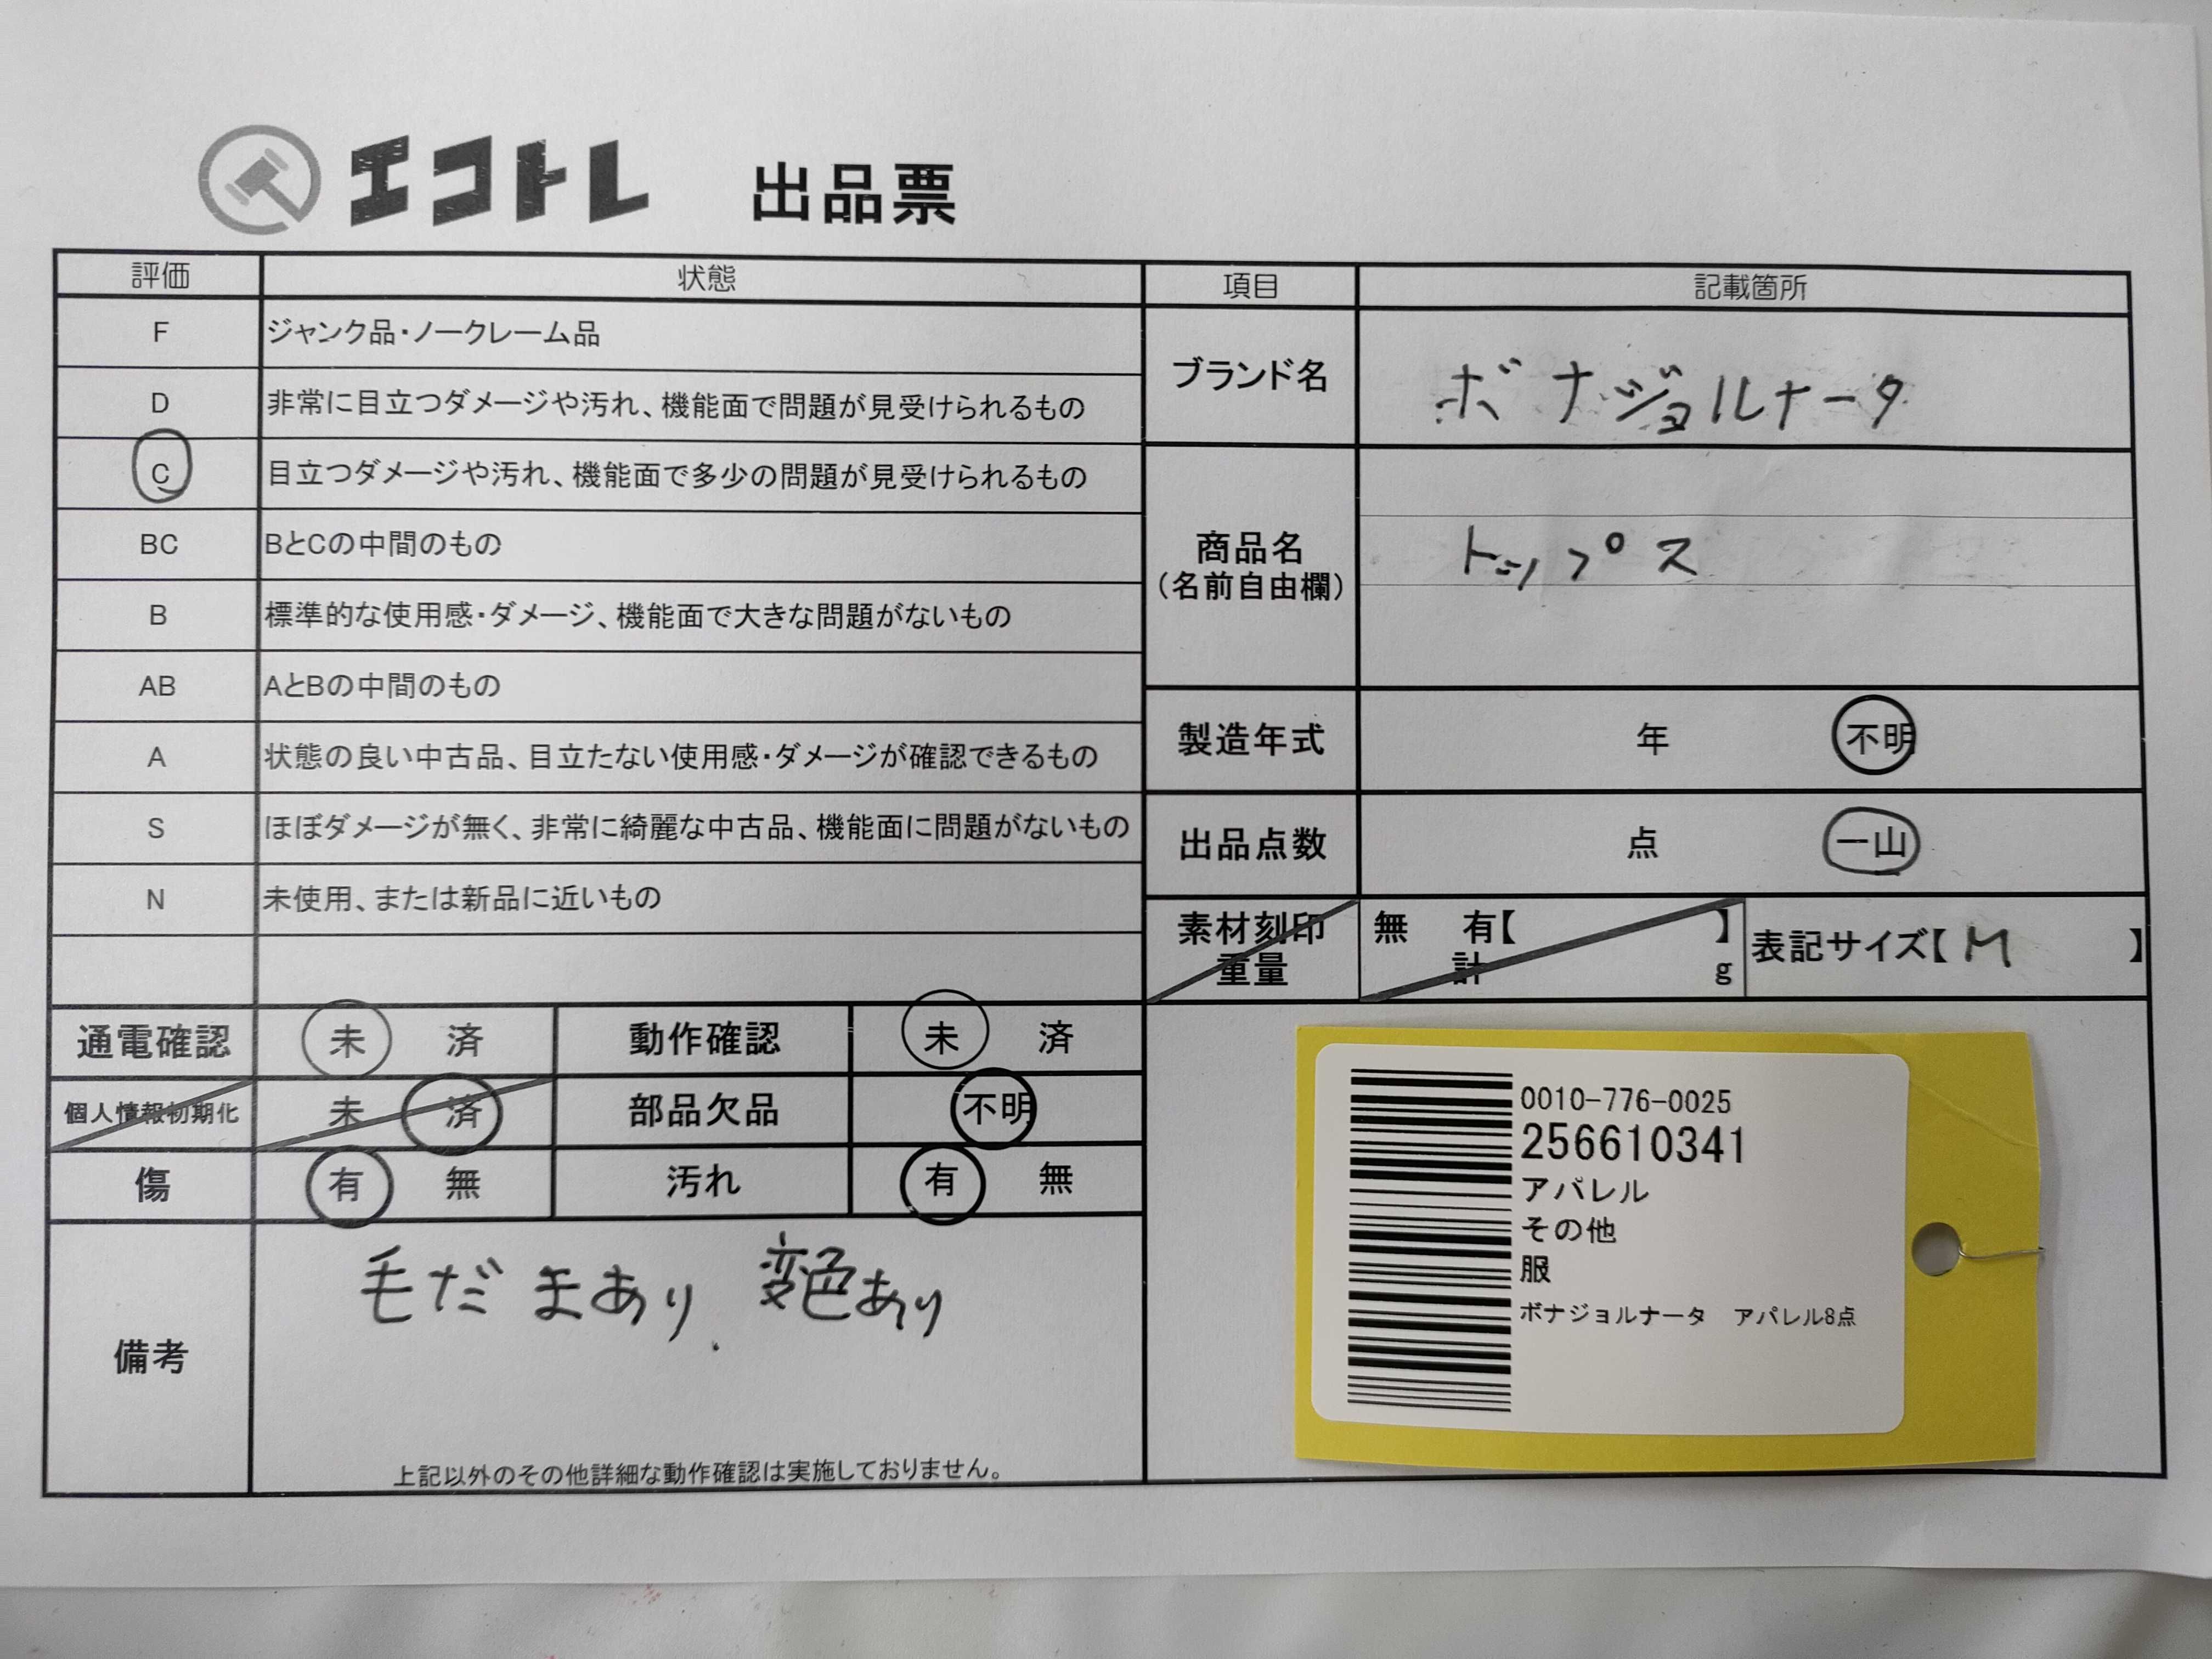 エコトレ 出品票
評価 状態
F ジャンク品・ノークレーム品
D 非常に目立つダメージや汚れ、機能面で問題が見受けられるもの
C 目立つダメージや汚れ、機能面で多少の問題が見受けられるもの
BC BとCの中間のもの
B 標準的な使用感・ダメージ、機能面で大きな問題がないもの
AB AとBの中間のもの
A 状態の良い中古品、目立たない使用感・ダメージが確認できるもの
S ほぼダメージが無く、非常に綺麗な中古品、機能面に問題がないもの
N 未使用、または新品に近いもの
項目 記載箇所
ブランド名 ボナジョルナータ
商品名
(名前自由欄)
トップス
製造年式 年 不明
出品点数 点 一山
素材刻印 無 有【 】
重量 計 g
表記サイズ【 M 】
通電確認 未 済 動作確認 未 済
個人情報初期化 未 済 部品欠品 不明
傷 有 無 汚れ 有 無
備考
毛だまあり、変色あり
上記以外のその他詳細な動作確認は実施しておりません。
0010-776-0025
256610341
アパレル
その他
服
ボナジョルナータ アパレル8点